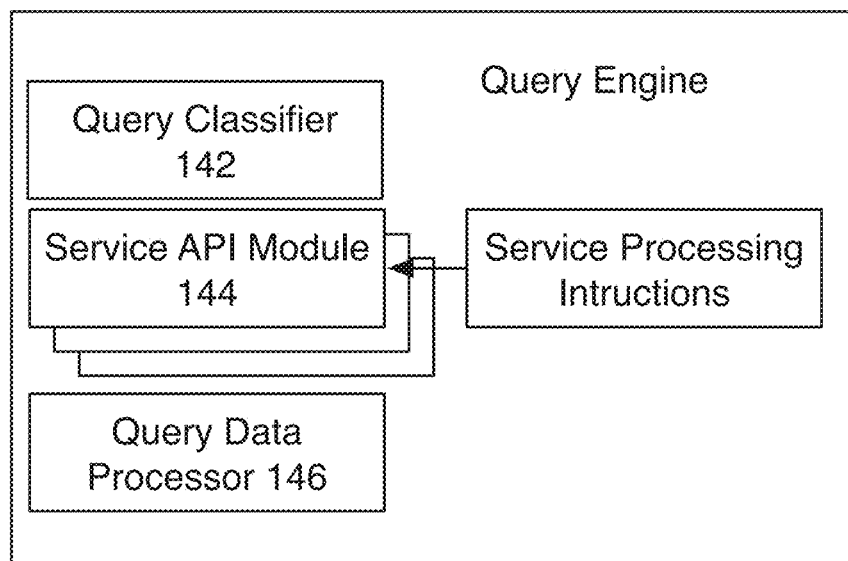 Query Engine
Query Classifier
142
Service API Module
144
Service Processing
Intructions
Query Data
Processor 146